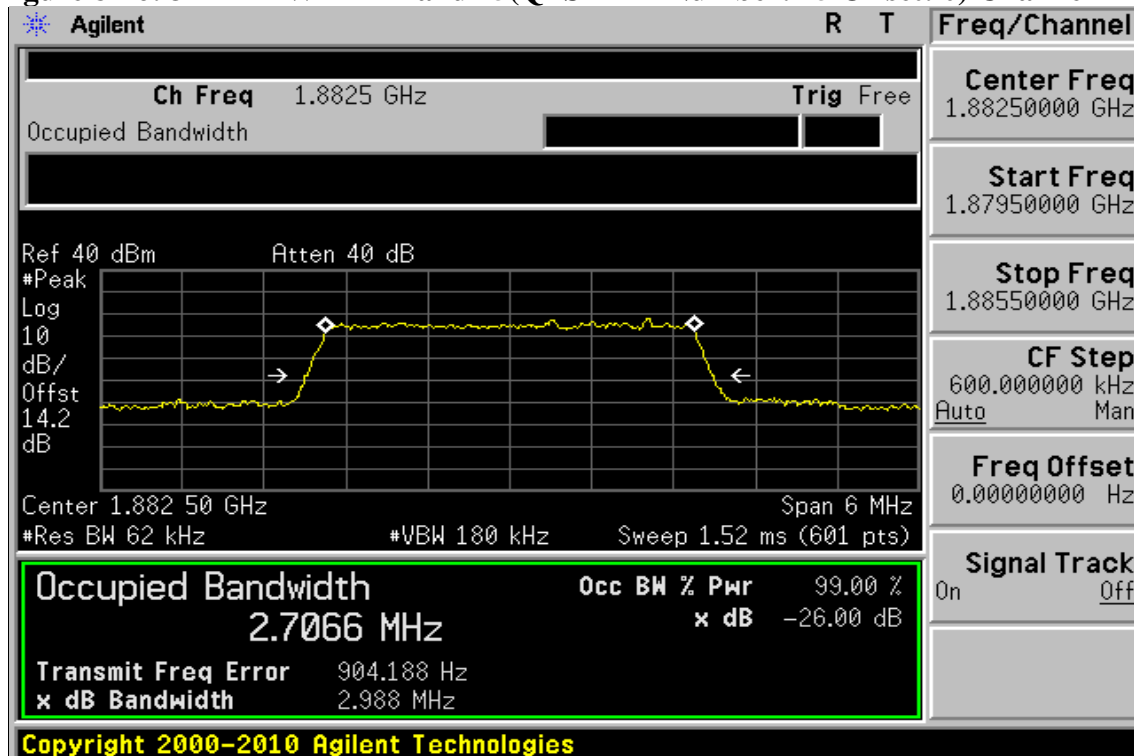 Agilent R T
Freq/Channel
Ch Freq 1.8825 GHz Trig Free
Occupied Bandwidth
Center Freq
1.88250000 GHz
Start Freq
1.87950000 GHz
Stop Freq
1.88550000 GHz
CF Step
600.000000 kHz
Auto Man
Freq Offset
0.00000000 Hz
Signal Track
On Off
Ref 40 dBm Atten 40 dB
#Peak
Log
10
dB/
Offst
14.2
dB
Center 1.882 50 GHz Span 6 MHz
#Res BW 62 kHz #VBW 180 kHz Sweep 1.52 ms (601 pts)
Occupied Bandwidth Occ BW % Pwr 99.00 %
2.7066 MHz x dB -26.00 dB
Transmit Freq Error 904.188 Hz
x dB Bandwidth 2.988 MHz
Copyright 2000-2010 Agilent Technologies